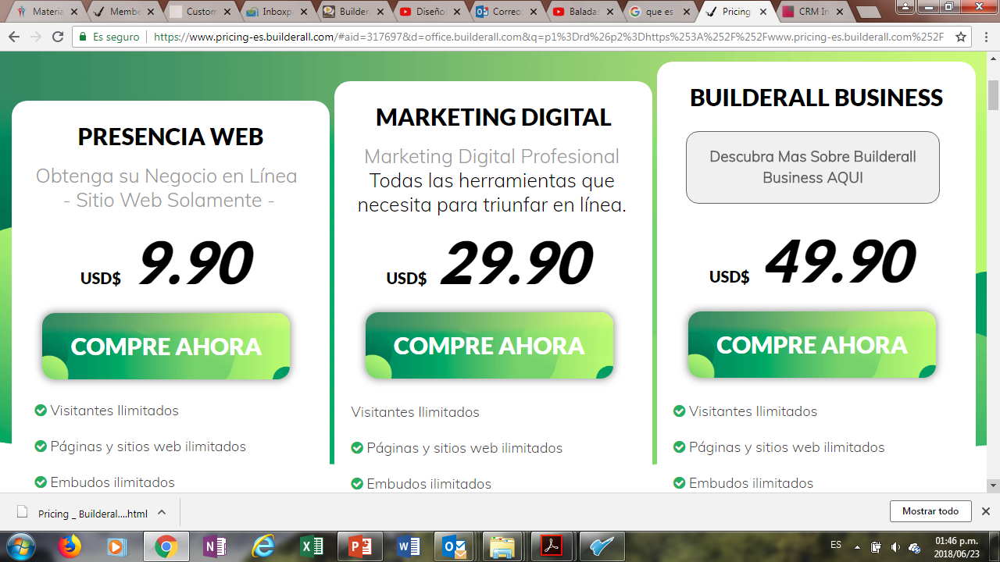 Materia
Membe
Custom
Inboxp
Builder
Diseños
Correo:
Baladas
que es
Pricing
CRM In
Es seguro
https://www.pricing-es.builderall.com/#aid=317697&d=office.builderall.com&q=p1%3Drd%26p2%3Dhttps%253A%252F%252Fwww.pricing-es.builderall.com%252F
PRESENCIA WEB
Obtenga su Negocio en Línea
- Sitio Web Solamente -
USD$ 9.90
COMPRE AHORA
Visitantes Ilimitados
Páginas y sitios web ilimitados
Embudos ilimitados
MARKETING DIGITAL
Marketing Digital Profesional
Todas las herramientas que
necesita para triunfar en línea.
USD$ 29.90
COMPRE AHORA
Visitantes Ilimitados
Páginas y sitios web ilimitados
Embudos ilimitados
BUILDERALL BUSINESS
Descubra Mas Sobre Builderall
Business AQUI
USD$ 49.90
COMPRE AHORA
Visitantes Ilimitados
Páginas y sitios web ilimitados
Embudos ilimitados
Pricing _ Builderal....html
Mostrar todo
ES
01:46 p.m.
2018/06/23